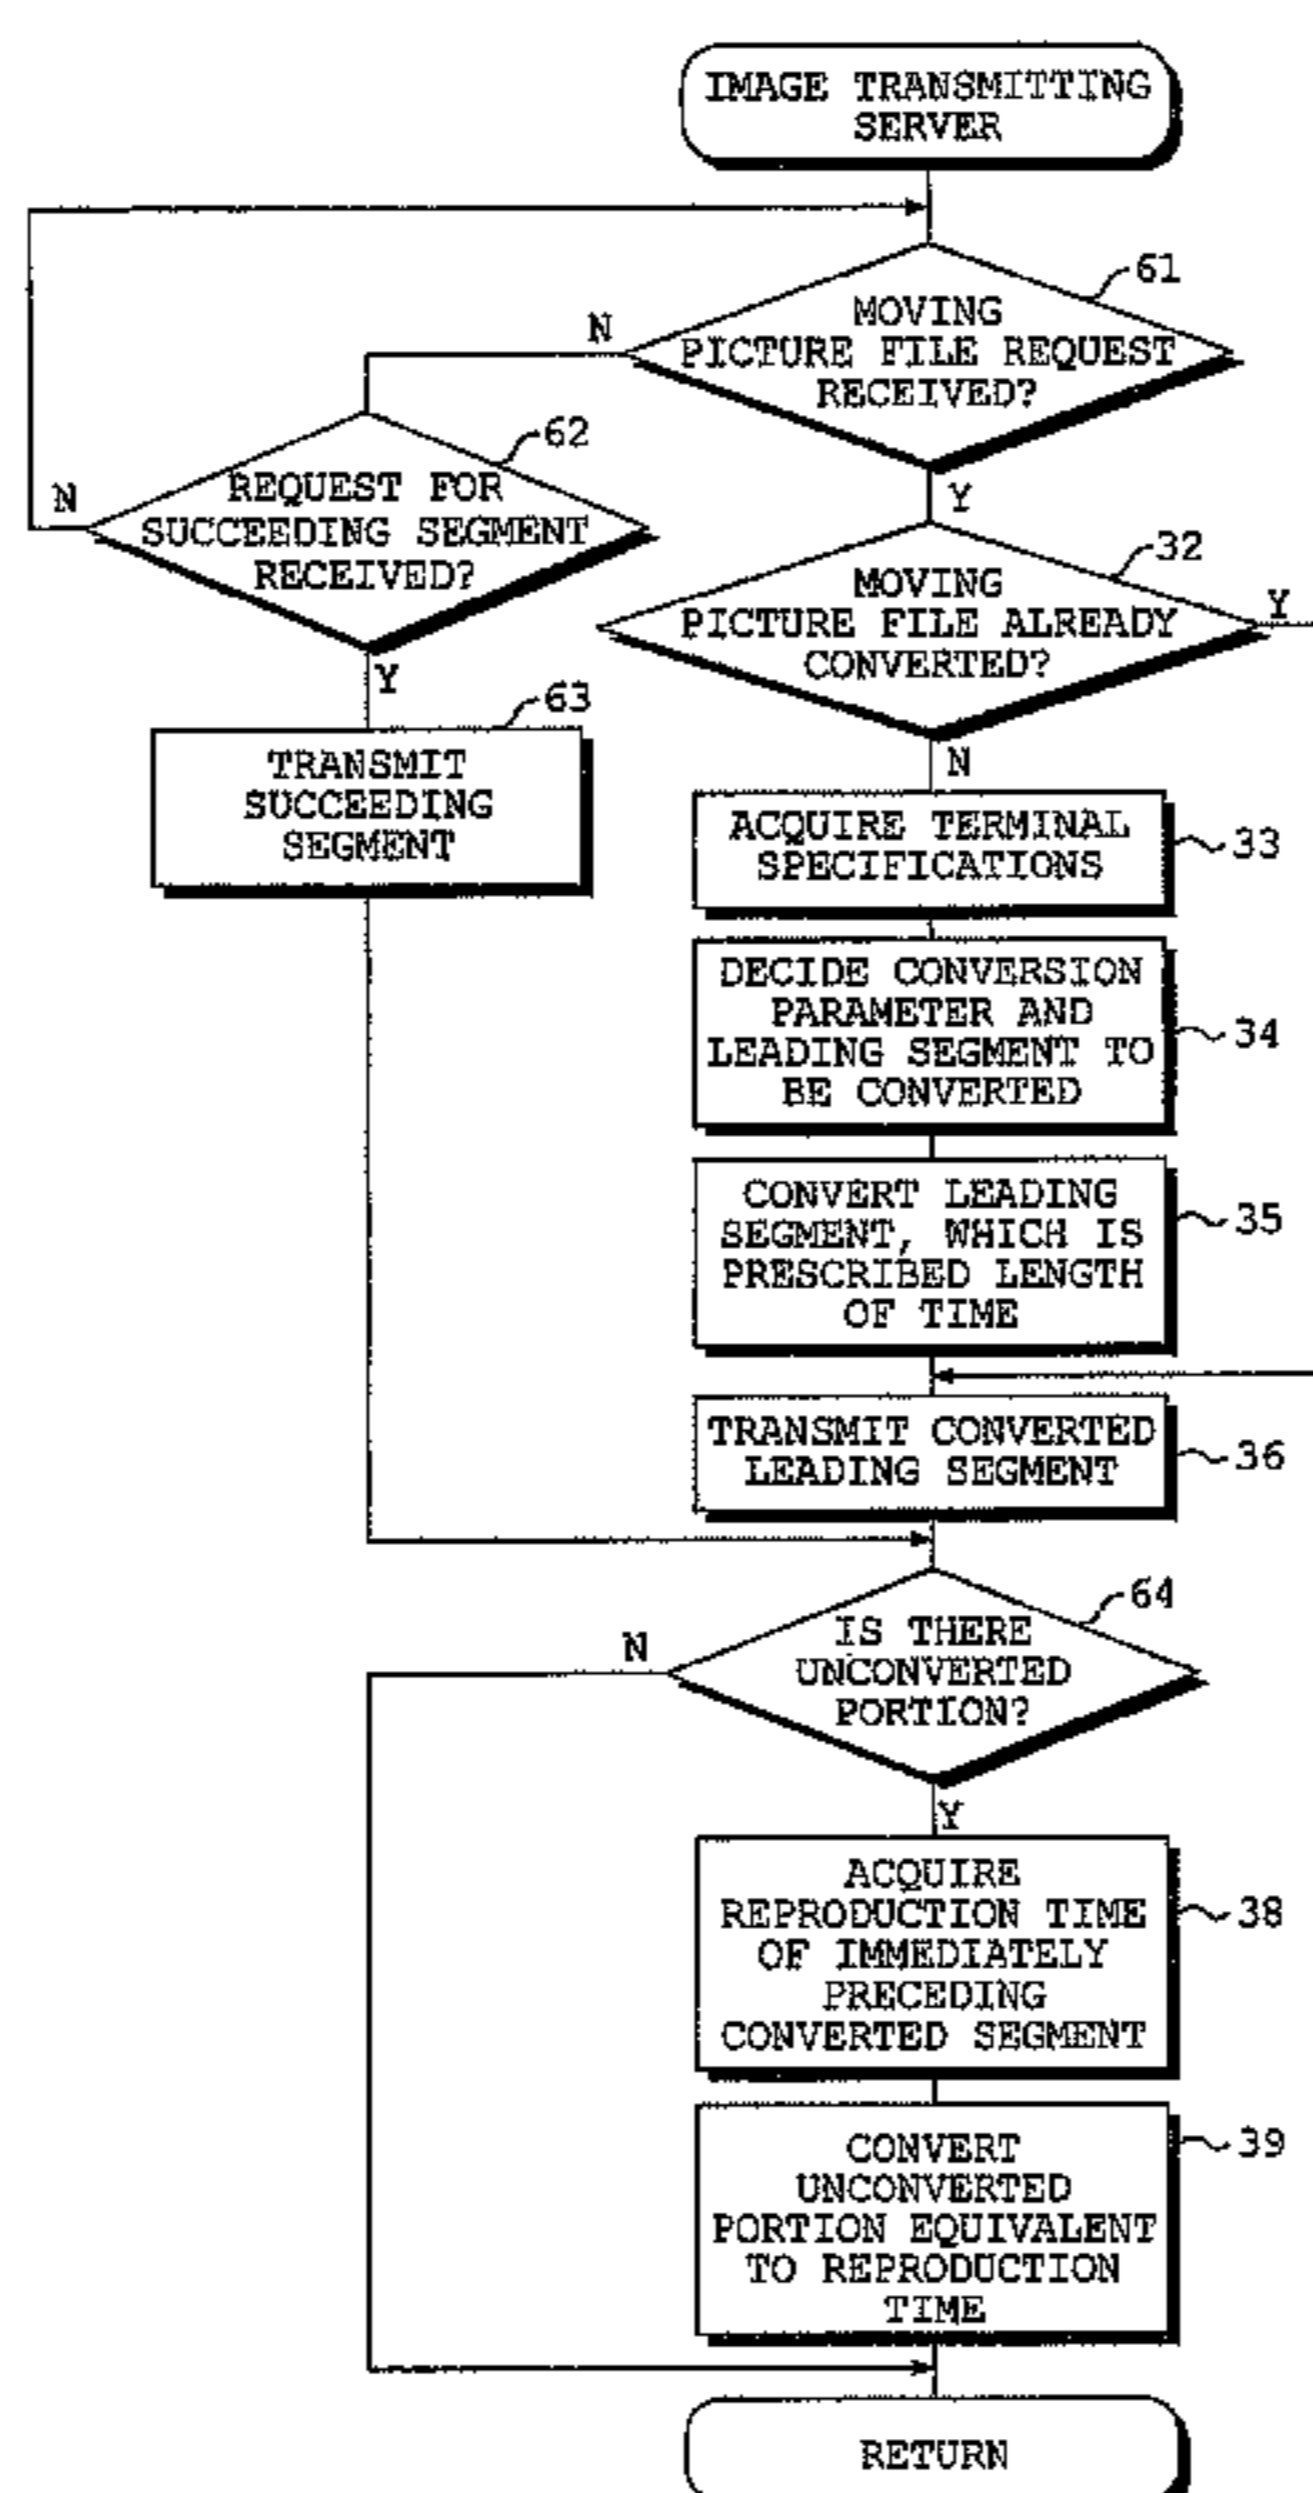 IMAGE TRANSMITTING
SERVER
61
MOVING
PICTURE FILE REQUEST
RECEIVED?
N
Y
62
REQUEST FOR
SUCCEEDING SEGMENT
RECEIVED?
N
Y
32
MOVING
PICTURE FILE ALREADY
CONVERTED?
Y
N
63
TRANSMIT
SUCCEEDING
SEGMENT
ACQUIRE TERMINAL
SPECIFICATIONS
33
DECIDE CONVERSION
PARAMETER AND
LEADING SEGMENT TO
BE CONVERTED
34
CONVERT LEADING
SEGMENT, WHICH IS
PRESCRIBED LENGTH
OF TIME
35
TRANSMIT CONVERTED
LEADING SEGMENT
36
64
IS THERE
UNCONVERTED
PORTION?
N
Y
ACQUIRE
REPRODUCTION TIME
OF IMMEDIATELY
PRECEDING
CONVERTED SEGMENT
38
CONVERT
UNCONVERTED
PORTION EQUIVALENT
TO REPRODUCTION
TIME
39
RETURN